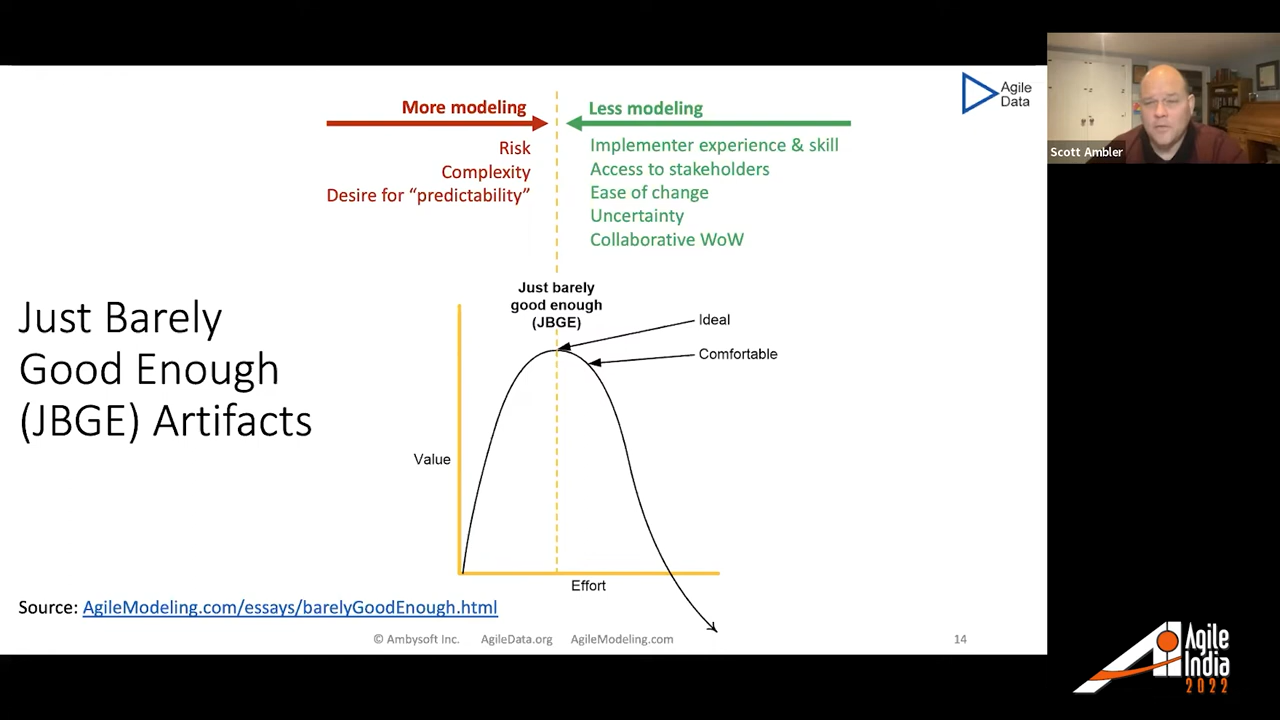 More modeling
Less modeling
Risk
Complexity
Desire for “predictability”
Implementer experience & skill
Access to stakeholders
Ease of change
Uncertainty
Collaborative WoW
Agile
Data
Scott Ambler
Just Barely
Good Enough
(JBGE) Artifacts
Just barely
good enough
(JBGE)
Ideal
Comfortable
Value
Effort
Source: AgileModeling.com/essays/barelyGoodEnough.html
© Ambysoft Inc. AgileData.org AgileModeling.com
14
Agile
India
2022